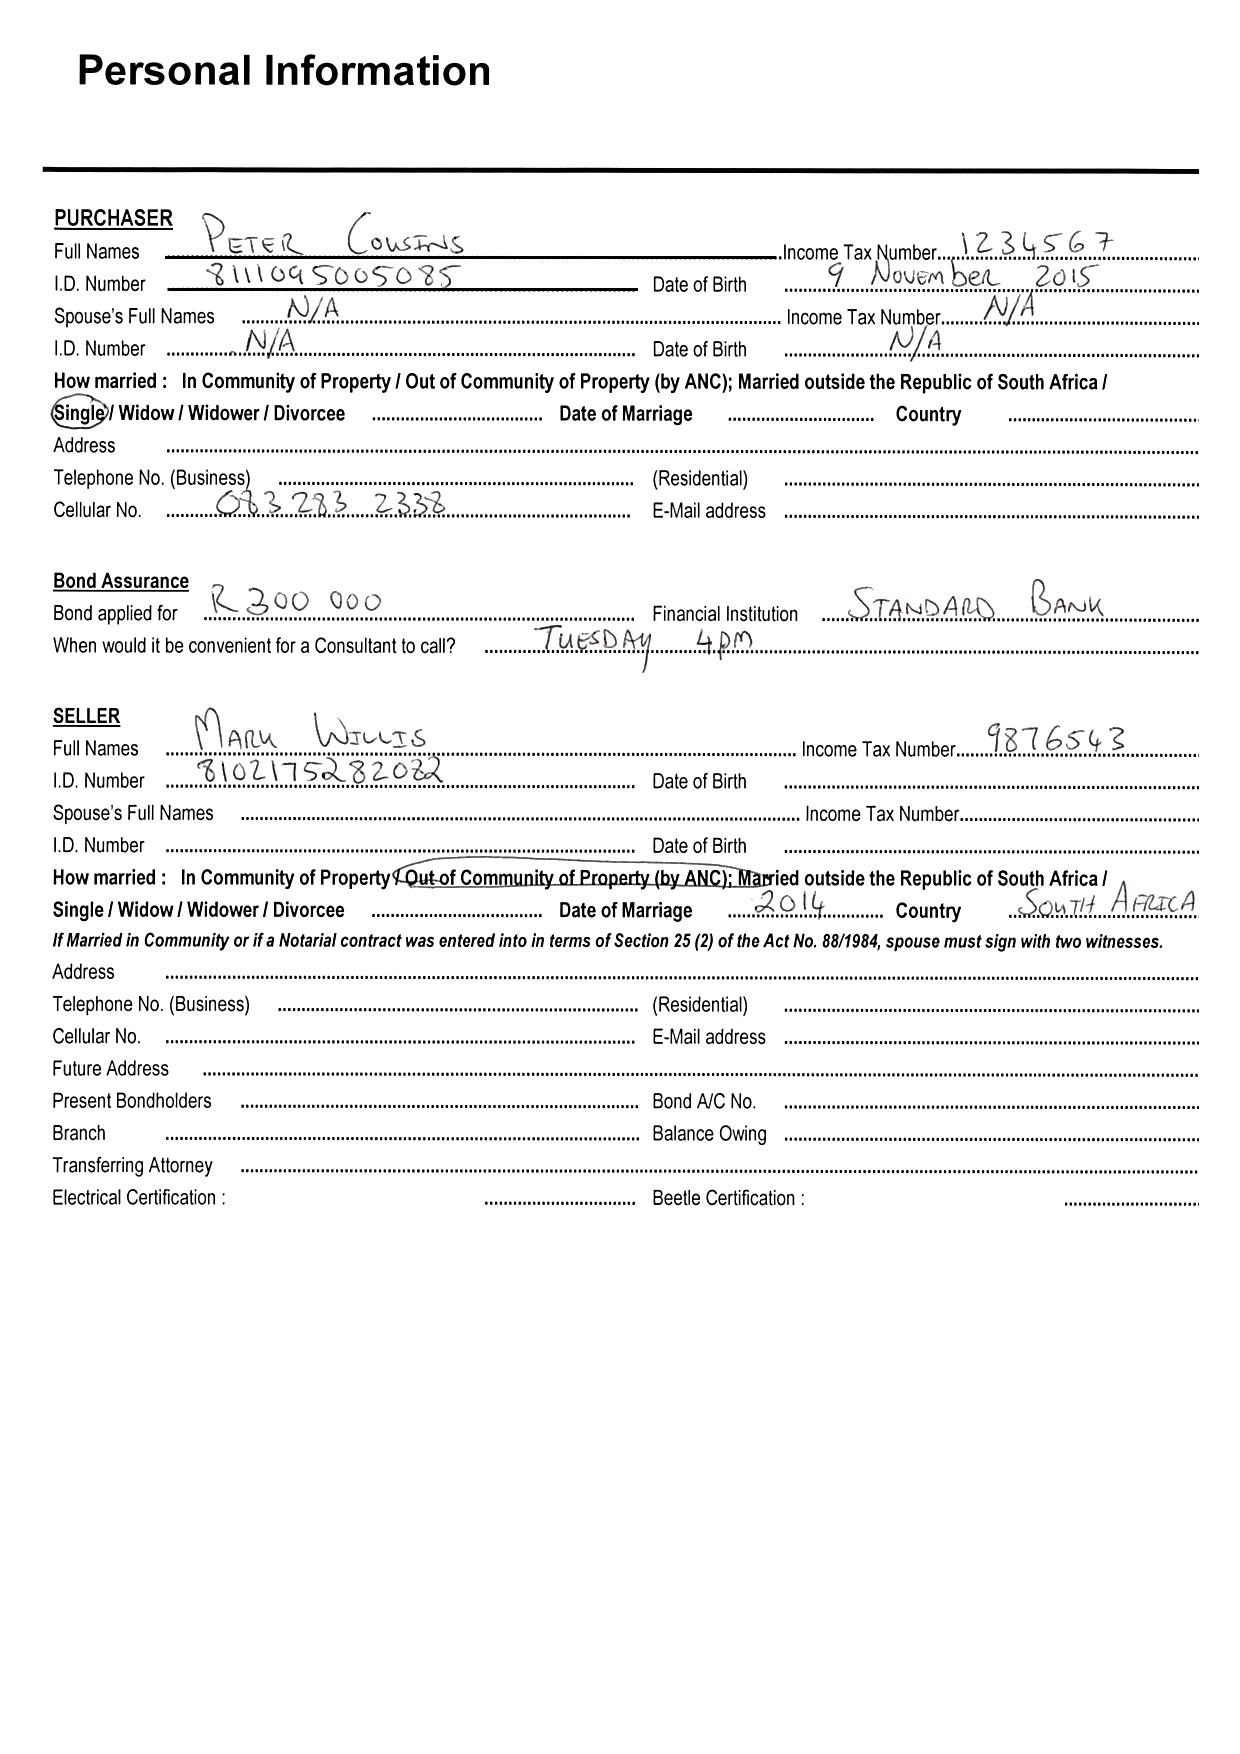 Personal Information
PURCHASER
Full Names PETER COUSINS Income Tax Number 1234567
I.D. Number 8111095005085 Date of Birth 9 November 2015
Spouse's Full Names N/A Income Tax Number N/A
I.D. Number N/A Date of Birth N/A
How married : In Community of Property / Out of Community of Property (by ANC); Married outside the Republic of South Africa /
Single / Widow / Widower / Divorcee Date of Marriage Country
Address
Telephone No. (Business) (Residential)
Cellular No. 083 283 2338 E-Mail address
Bond Assurance
Bond applied for R 300 000 Financial Institution STANDARD BANK
When would it be convenient for a Consultant to call? TUESDAY 4pm
SELLER
Full Names MARK WILLIS Income Tax Number 9876543
I.D. Number 8102175282082 Date of Birth
Spouse's Full Names Income Tax Number
I.D. Number Date of Birth
How married : In Community of Property / Out of Community of Property (by ANC); Married outside the Republic of South Africa /
Single / Widow / Widower / Divorcee Date of Marriage 2014 Country SOUTH AFRICA
If Married in Community or if a Notarial contract was entered into in terms of Section 25 (2) of the Act No. 88/1984, spouse must sign with two witnesses.
Address
Telephone No. (Business) (Residential)
Cellular No. E-Mail address
Future Address
Present Bondholders Bond A/C No.
Branch Balance Owing
Transferring Attorney
Electrical Certification : Beetle Certification :